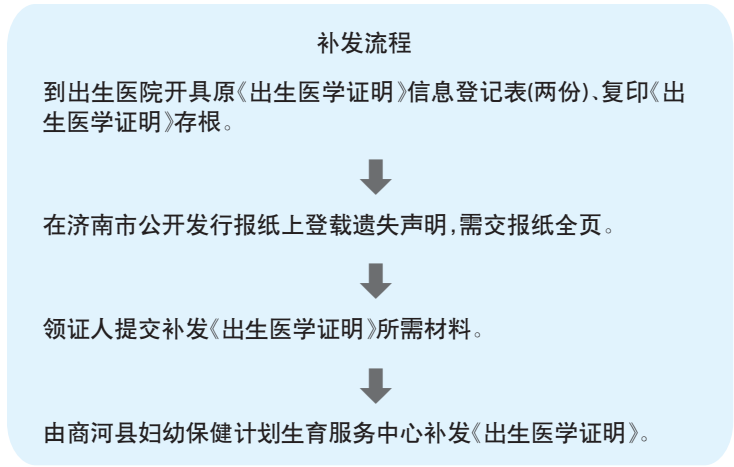 补发流程
到出生医院开具原《出生医学证明》信息登记表(两份)、复印《出
生医学证明》存根。
在济南市公开发行报纸上登载遗失声明,需交报纸全页。
领证人提交补发《出生医学证明》所需材料。
由商河县妇幼保健计划生育服务中心补发《出生医学证明》。